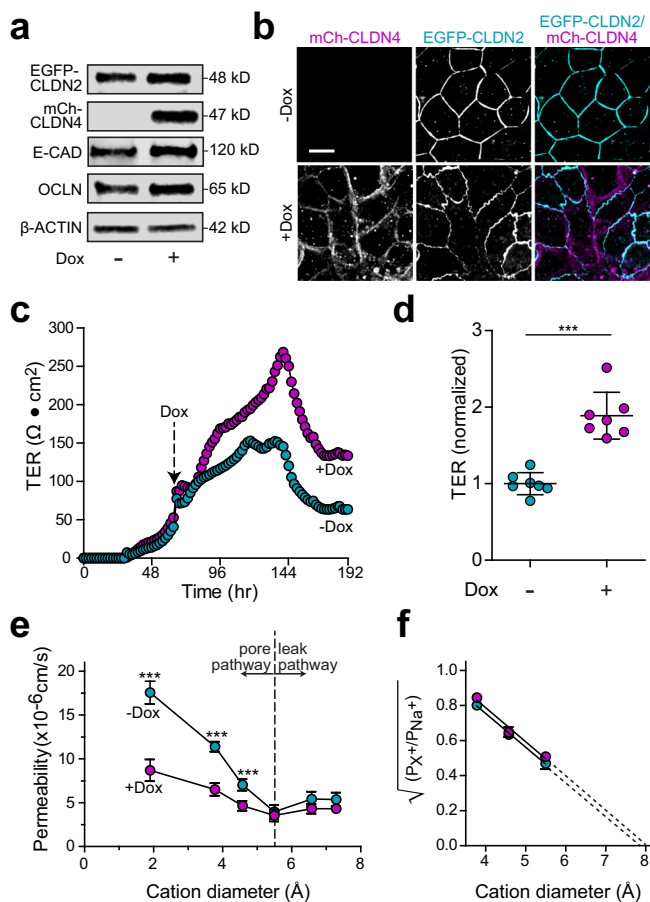 a
EGFP-
CLDN2
48 kD
mCh-
CLDN4
47 kD
E-CAD
120 kD
OCLN
65 kD
β-ACTIN
42 kD
Dox
-
+
b
mCh-CLDN4
EGFP-CLDN2
EGFP-CLDN2/
mCh-CLDN4
-Dox
+Dox
c
TER (Ω • cm2)
300
250
200
150
100
50
0
Dox
+Dox
-Dox
0 48 96 144 192
Time (hr)
d
TER (normalized)
3
2
1
0
***
Dox - +
e
Permeability (x10-6cm/s)
20
15
10
5
0
pore leak
pathway pathway
***
***
***
-Dox
+Dox
0 2 4 6 8
Cation diameter (Å)
f
√(PX+/PNa+)
1.0
0.8
0.6
0.4
0.2
0.0
4 5 6 7 8
Cation diameter (Å)